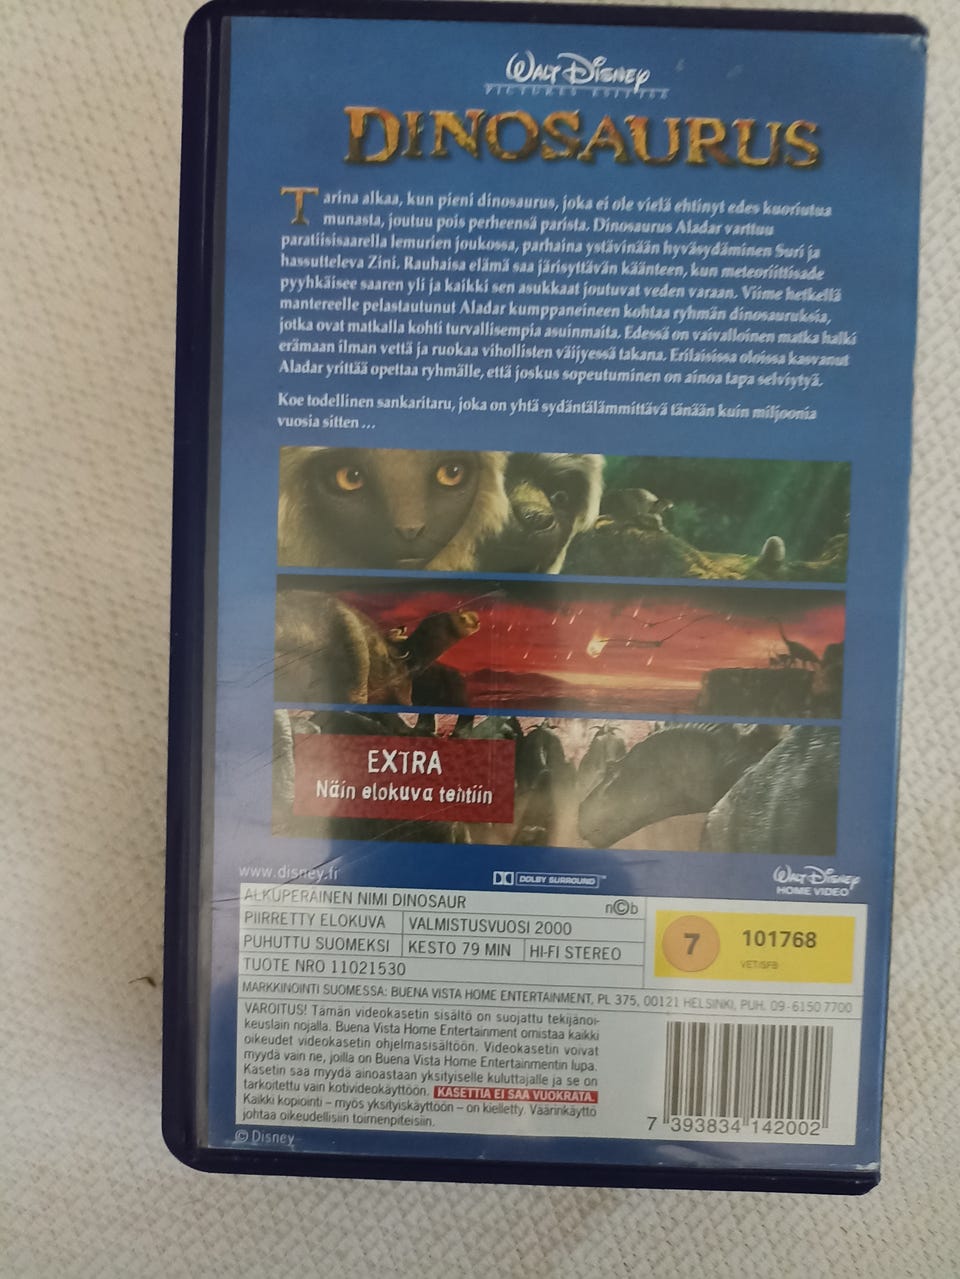 WALT DISNEY
PICTURES EDITION
DINOSAURUS
Tarina alkaa, kun pieni dinosaurus, joka ei ole vielä ehtinyt edes kuoriutua
munasta, joutuu pois perheensä parista. Dinosaurus Aladar varttuu
paratiisisaarella lemurien joukossa, parhaina ystävinään hyväsydäminen Suri ja
hassutteleva Zini. Rauhaisa elämä saa järisyttävän käänteen, kun meteoriittisade
pyyhkäisee saaren yli ja kaikki sen asukkaat joutuvat veden varaan. Viime hetkellä
mantereelle pelastautunut Aladar kumppaneineen kohtaa ryhmän dinosauruksia,
jotka ovat matkalla kohti turvallisempia asuinmaita. Edessä on vaivalloinen matka halki
erämaan ilman vettä ja ruokaa vihollisten väijyessä takana. Erilaisissa oloissa kasvanut
Aladar yrittää opettaa ryhmälle, että joskus sopeutuminen on ainoa tapa selviytyä.
Koe todellinen sankaritaru, joka on yhtä sydäntälämmittävä tänään kuin miljoonia
vuosia sitten ...
EXTRA
Näin elokuva tehtiin
www.disney.fi
DOLBY SURROUND
WALT DISNEY
HOME VIDEO
ALKUPERÄINEN NIMI DINOSAUR
n©b
PIIRRETTY ELOKUVA VALMISTUSVUOSI 2000
PUHUTTU SUOMEKSI KESTO 79 MIN HI-FI STEREO
TUOTE NRO 11021530
7 101768
VET/SFB
MARKKINOINTI SUOMESSA: BUENA VISTA HOME ENTERTAINMENT, PL 375, 00121 HELSINKI, PUH. 09-6150 7700
VAROITUS! Tämän videokasetin sisältö on suojattu tekijänoi-
keuslain nojalla. Buena Vista Home Entertainment omistaa kaikki
oikeudet videokasetin ohjelmasisältöön. Videokasetin voivat
myydä vain ne, joilla on Buena Vista Home Entertainmentin lupa.
Kasetin saa myydä ainoastaan yksityiselle kuluttajalle ja se on
tarkoitettu vain kotivideokäyttöön. KASETTIA EI SAA VUOKRATA.
Kaikki kopiointi – myös yksityiskäyttöön – on kielletty. Väärinkäyttö
johtaa oikeudellisiin toimenpiteisiin.
7 393834 142002
© Disney